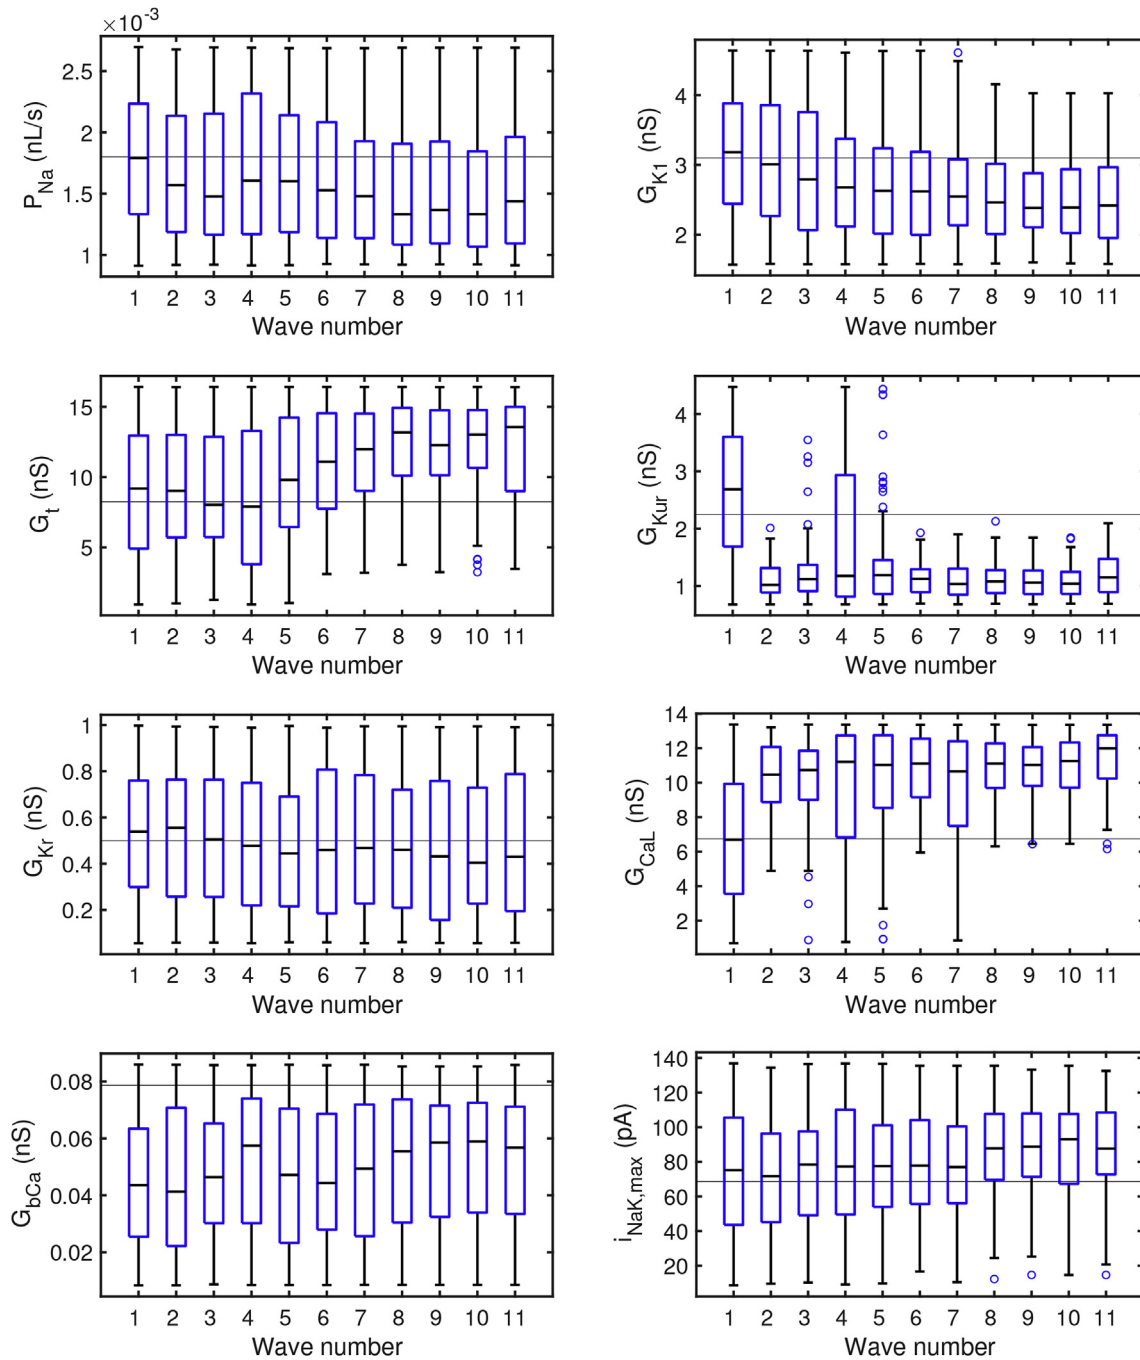 ×10⁻³
P_Na (nL/s)
2.5
2
1.5
1
1 2 3 4 5 6 7 8 9 10 11
Wave number
G_K1 (nS)
4
3
2
1 2 3 4 5 6 7 8 9 10 11
Wave number
G_t (nS)
15
10
5
1 2 3 4 5 6 7 8 9 10 11
Wave number
G_Kur (nS)
4
3
2
1
1 2 3 4 5 6 7 8 9 10 11
Wave number
G_Kr (nS)
1
0.8
0.6
0.4
0.2
1 2 3 4 5 6 7 8 9 10 11
Wave number
G_CaL (nS)
14
12
10
8
6
4
2
1 2 3 4 5 6 7 8 9 10 11
Wave number
G_bCa (nS)
0.08
0.06
0.04
0.02
1 2 3 4 5 6 7 8 9 10 11
Wave number
i_NaK,max (pA)
140
120
100
80
60
40
20
1 2 3 4 5 6 7 8 9 10 11
Wave number